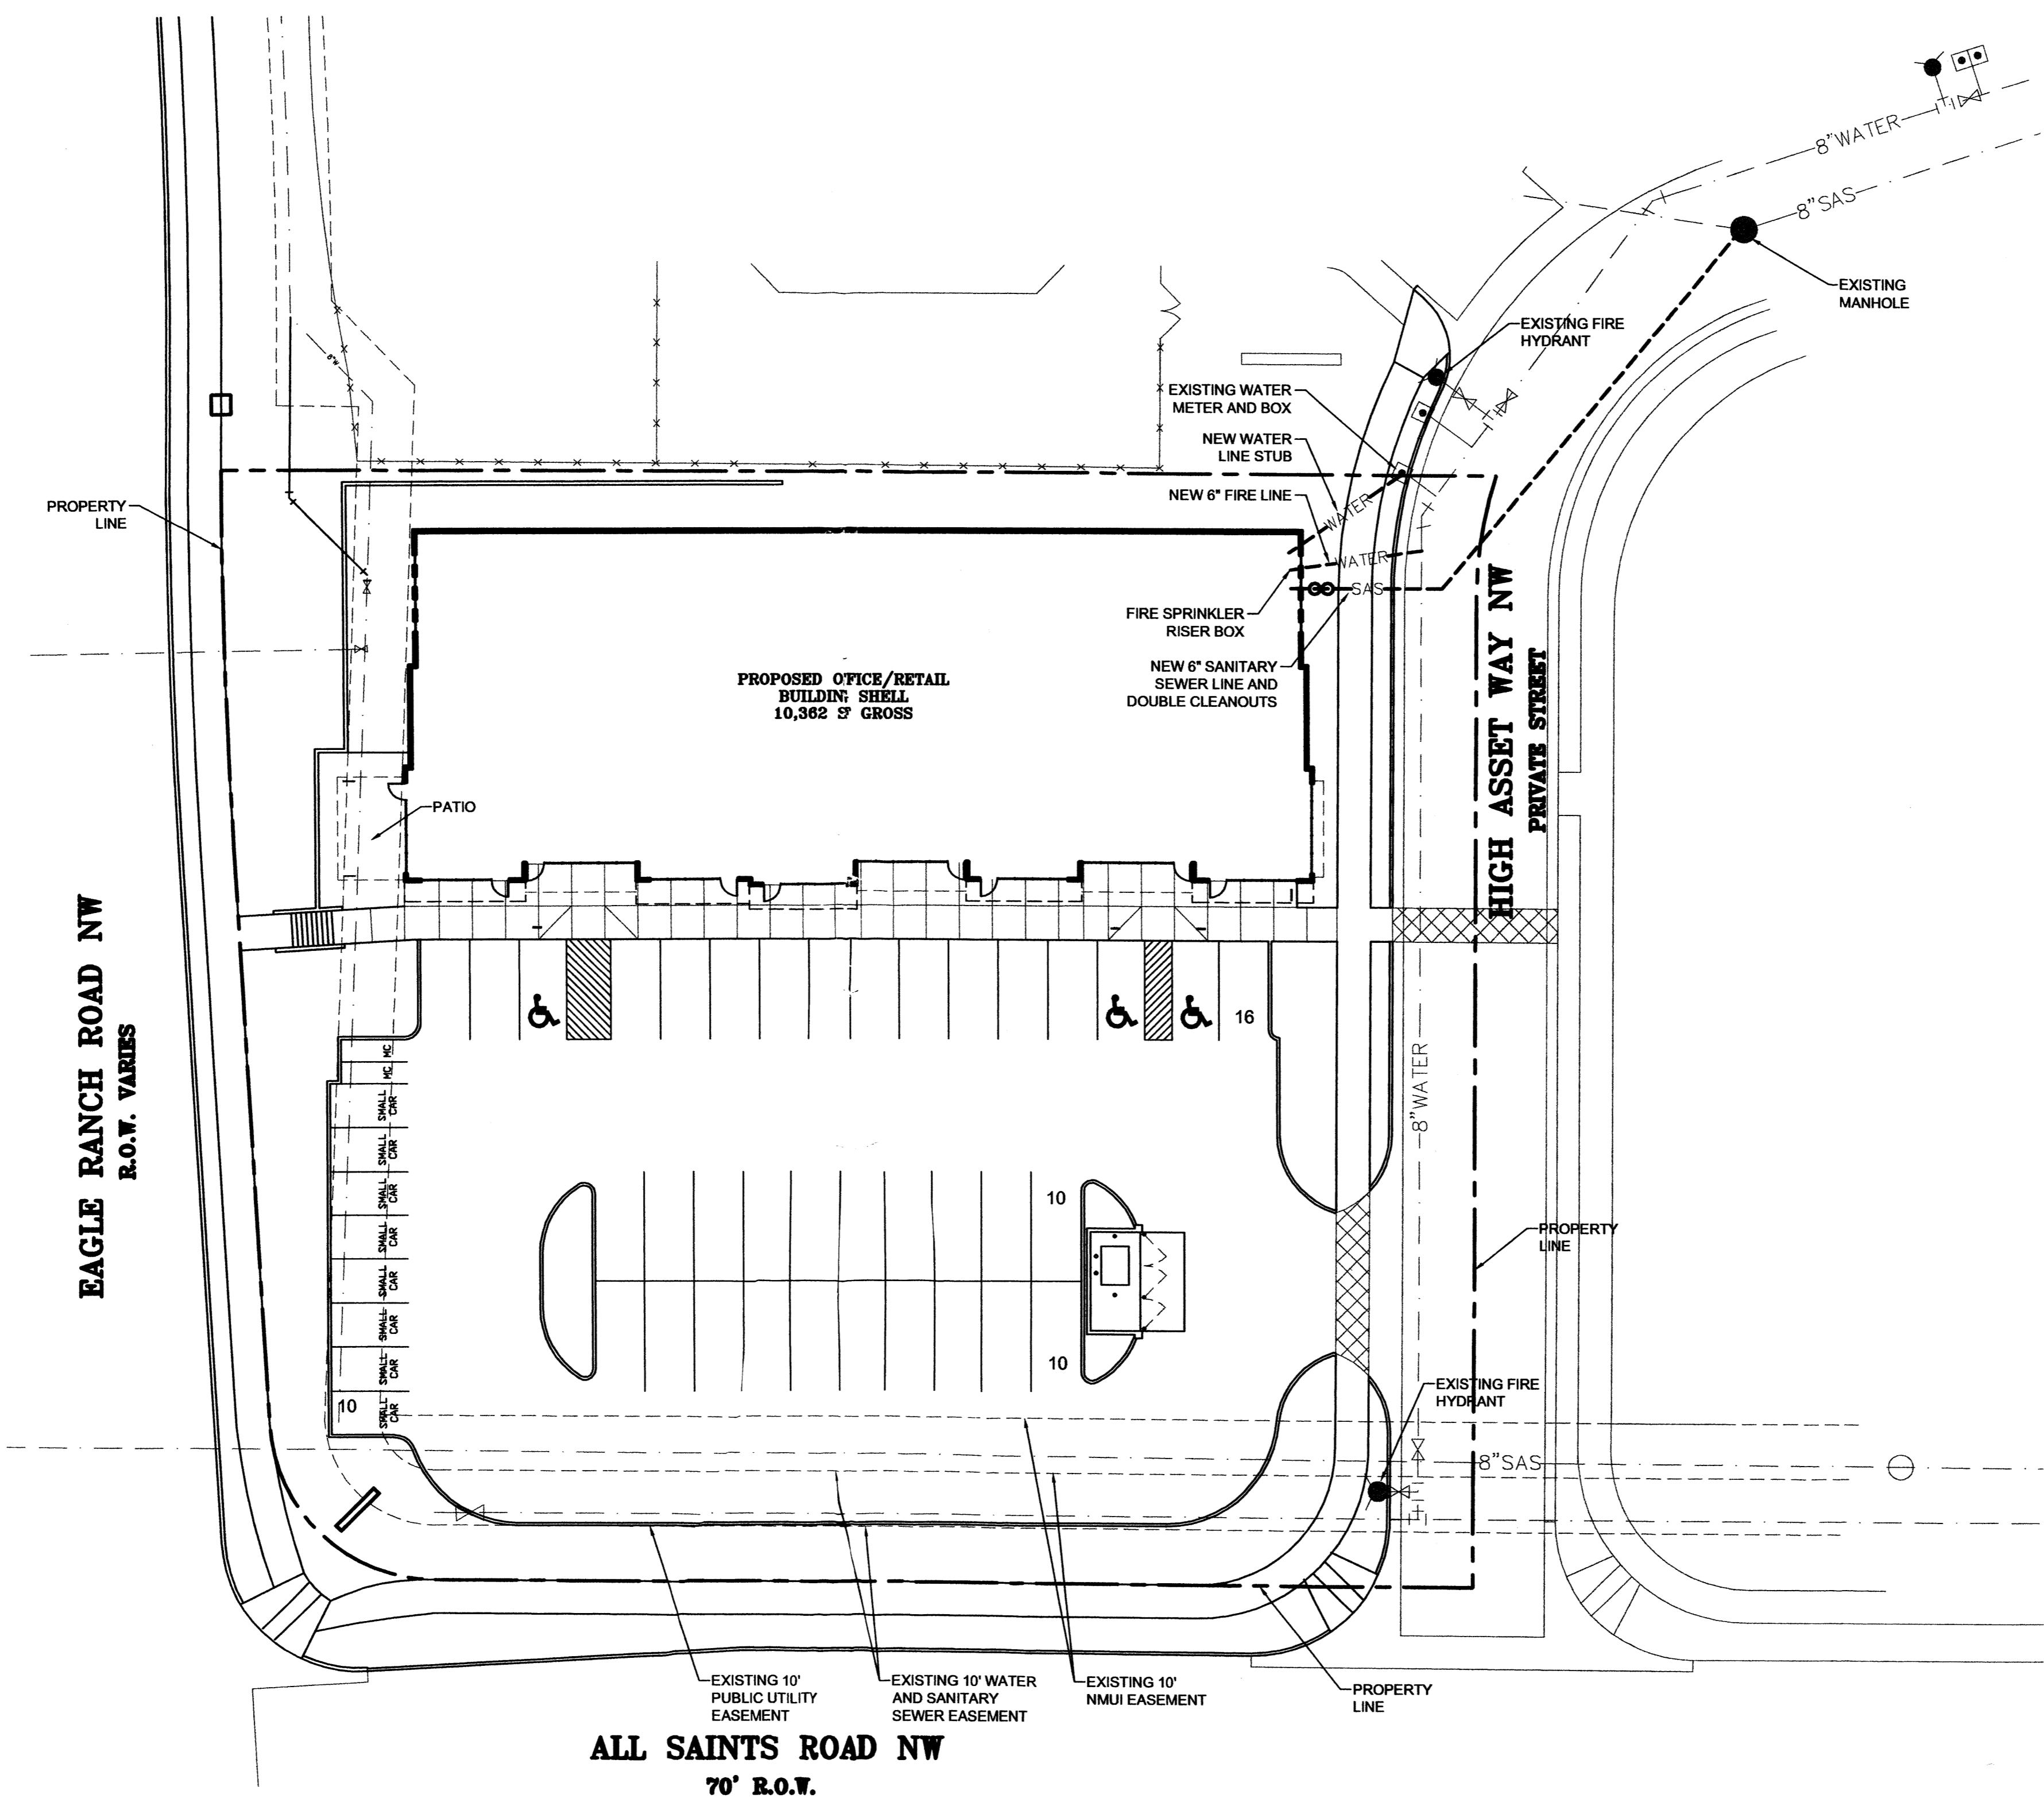 8"WATER
8"SAS
EXISTING
MANHOLE
EXISTING FIRE
HYDRANT
EXISTING WATER
METER AND BOX
NEW WATER
LINE STUB
NEW 6" FIRE LINE
WATER
WATER
SAS
FIRE SPRINKLER
RISER BOX
NEW 6" SANITARY
SEWER LINE AND
DOUBLE CLEANOUTS
PROPERTY
LINE
PROPOSED OFFICE/RETAIL
BUILDING SHELL
10,362 SF GROSS
HIGH ASSET WAY NW
PRIVATE STREET
PATIO
EAGLE RANCH ROAD NW
R.O.W. VARIES
16
MC
MC
SMALL
CAR
SMALL
CAR
SMALL
CAR
SMALL
CAR
SMALL
CAR
SMALL
CAR
SMALL
CAR
SMALL
CAR
10
10
10
8"WATER
PROPERTY
LINE
EXISTING FIRE
HYDRANT
8"SAS
EXISTING 10'
PUBLIC UTILITY
EASEMENT
EXISTING 10' WATER
AND SANITARY
SEWER EASEMENT
EXISTING 10'
NMUI EASEMENT
PROPERTY
LINE
ALL SAINTS ROAD NW
70' R.O.W.